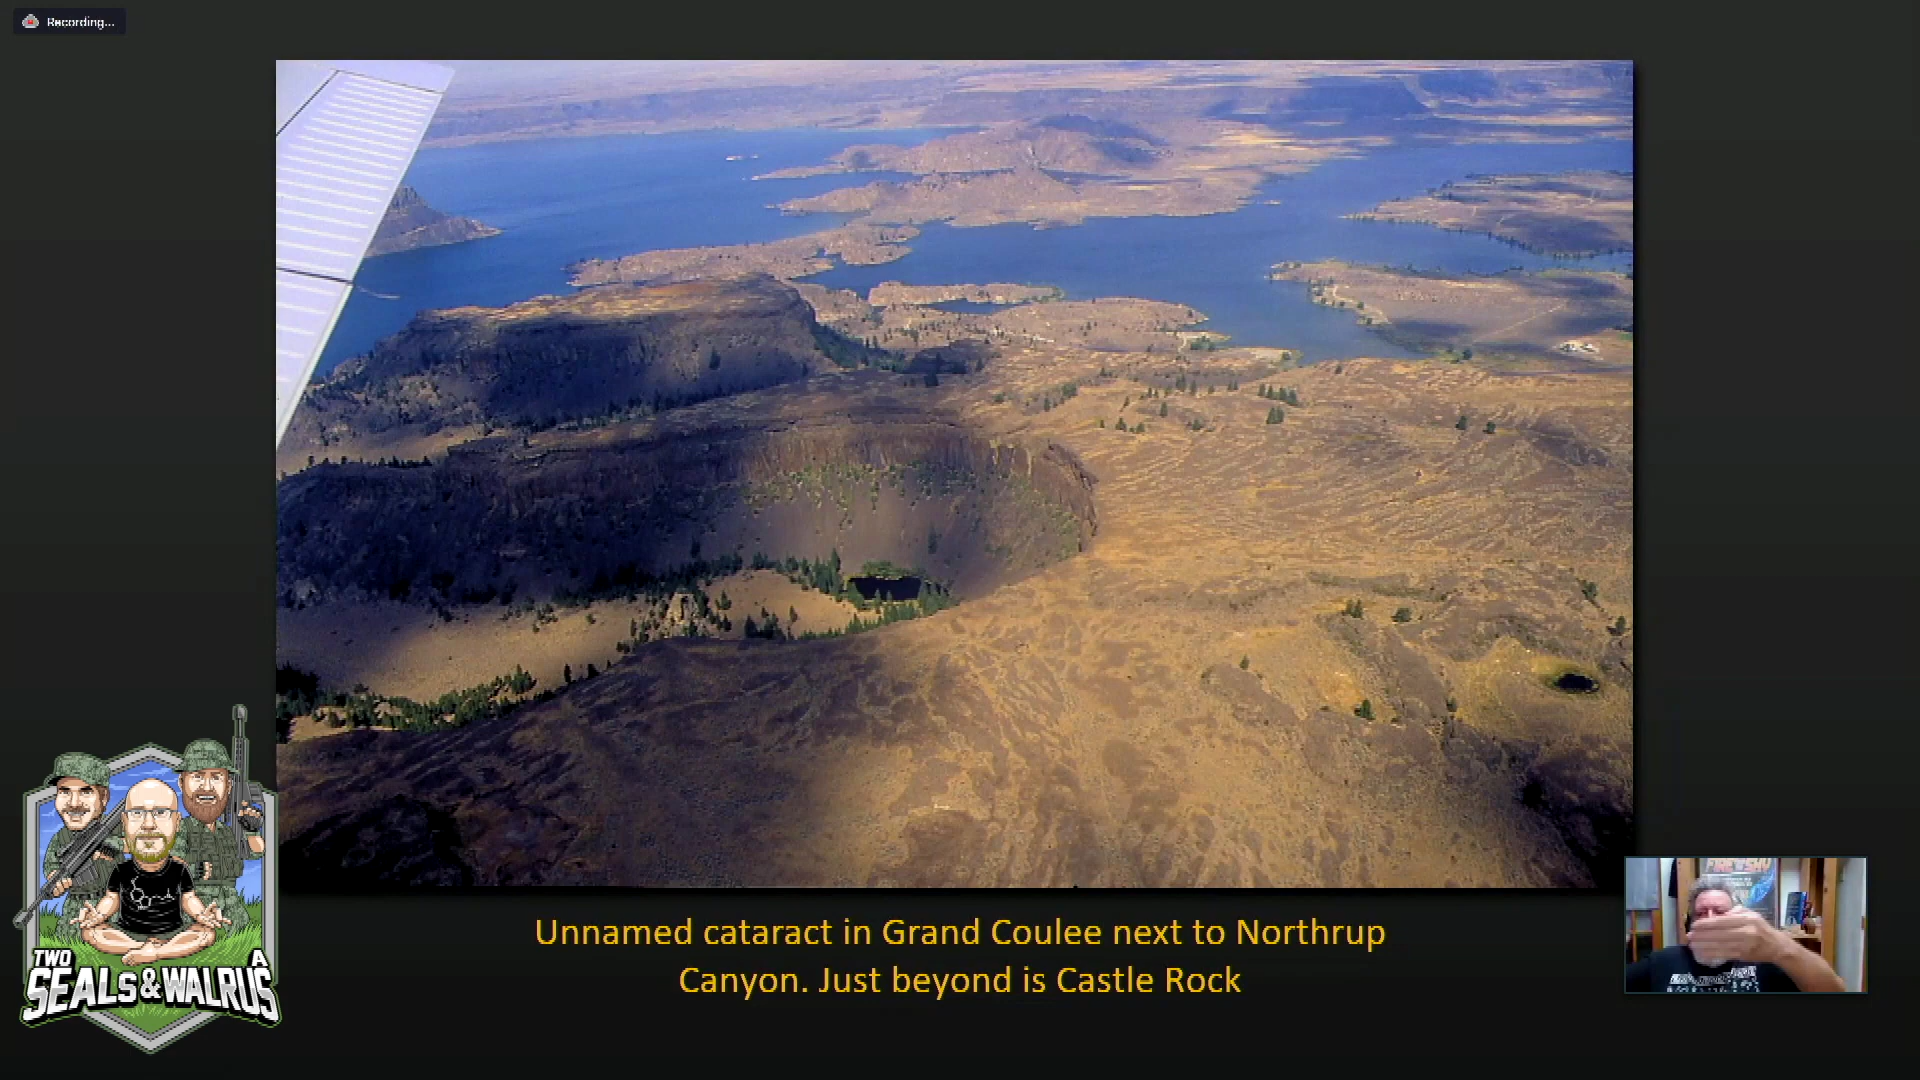 Recording...
Unnamed cataract in Grand Coulee next to Northrup
Canyon. Just beyond is Castle Rock
TWO
A
SEALS & WALRUS